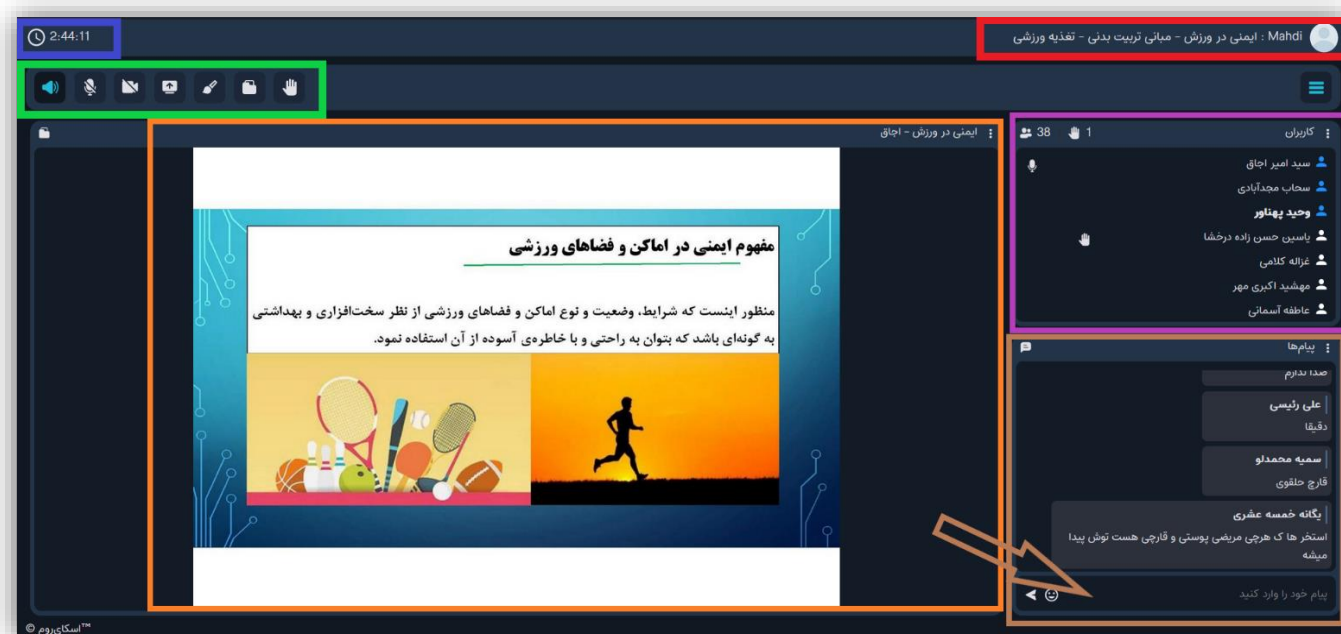 2:44:11
Mahdi : ایمنی در ورزش - مبانی تربیت بدنی - تغذیه ورزشی
ایمنی در ورزش - اجاق
مفهوم ایمنی در اماکن و فضاهای ورزشی
منظور اینست که شرایط، وضعیت و نوع اماکن و فضاهای ورزشی از نظر سخت‌افزاری و بهداشتی
به گونه‌ای باشد که بتوان به راحتی و با خاطره‌ی آسوده از آن استفاده نمود.
کاربران 1 38
سید امیر اجاق
سحاب مجدآبادی
وحید پهناور
یاسین حسن زاده درخشا
غزاله کلامی
مهشید اکبری مهر
عاطفه آسمانی
پیام‌ها
صدا ندارم
علی رئیسی
دقیقا
سمیه محمدلو
قارچ حلقوی
یگانه خمسه عشری
استخر ها ک هرچی مریضی پوستی و قارچی هست توش پیدا
میشه
پیام خود را وارد کنید
اسکای‌روم ™ ©